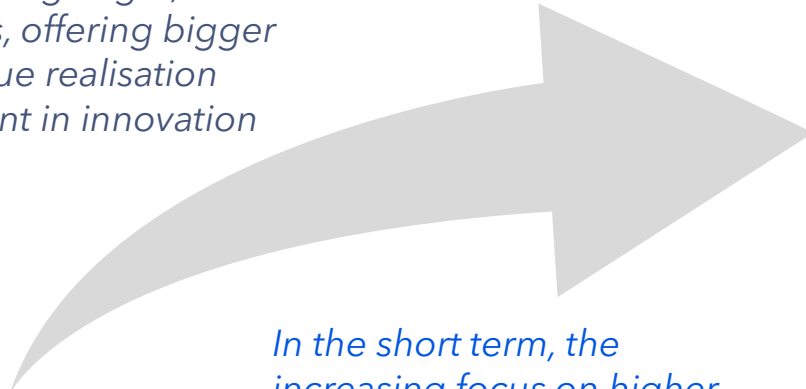 , offering bigger
ue realisation
nt in innovation
In the short term, the
increasing focus on higher